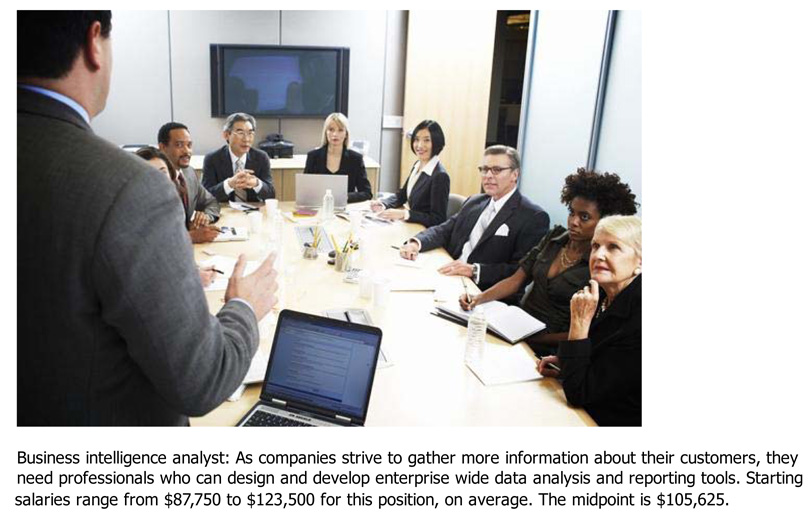 Business intelligence analyst: As companies strive to gather more information about their customers, they
need professionals who can design and develop enterprise wide data analysis and reporting tools. Starting
salaries range from $87,750 to $123,500 for this position, on average. The midpoint is $105,625.